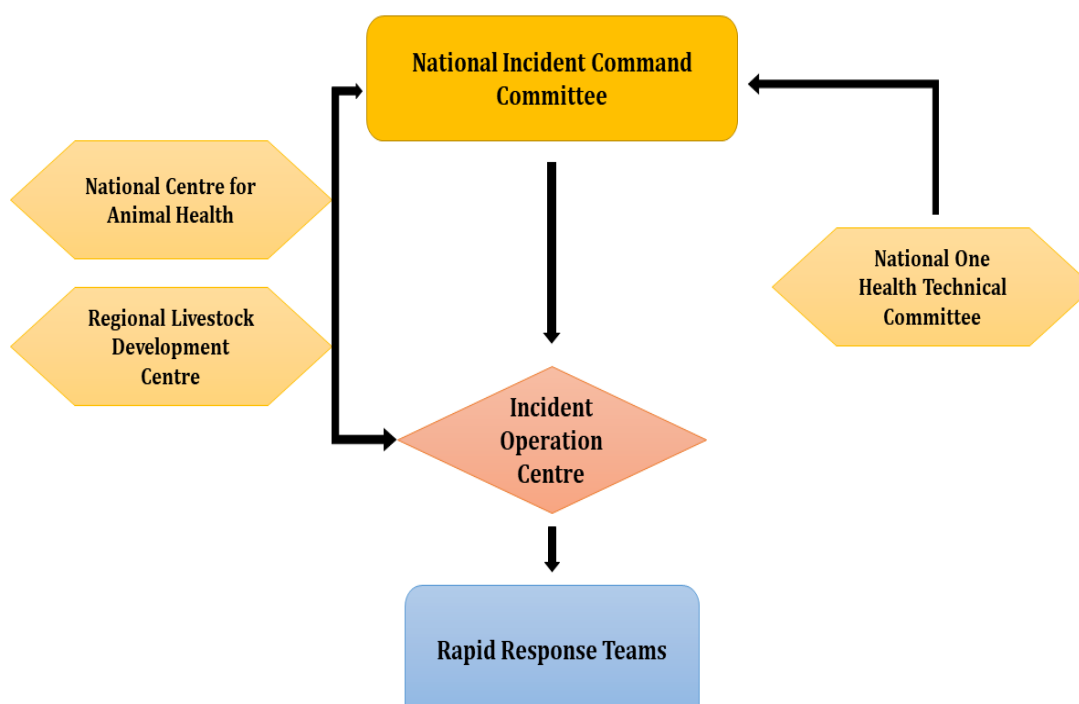 National Incident Command
Committee
National Centre for
Animal Health
National One
Health Technical
Committee
Regional Livestock
Development
Centre
Incident
Operation
Centre
Rapid Response Teams